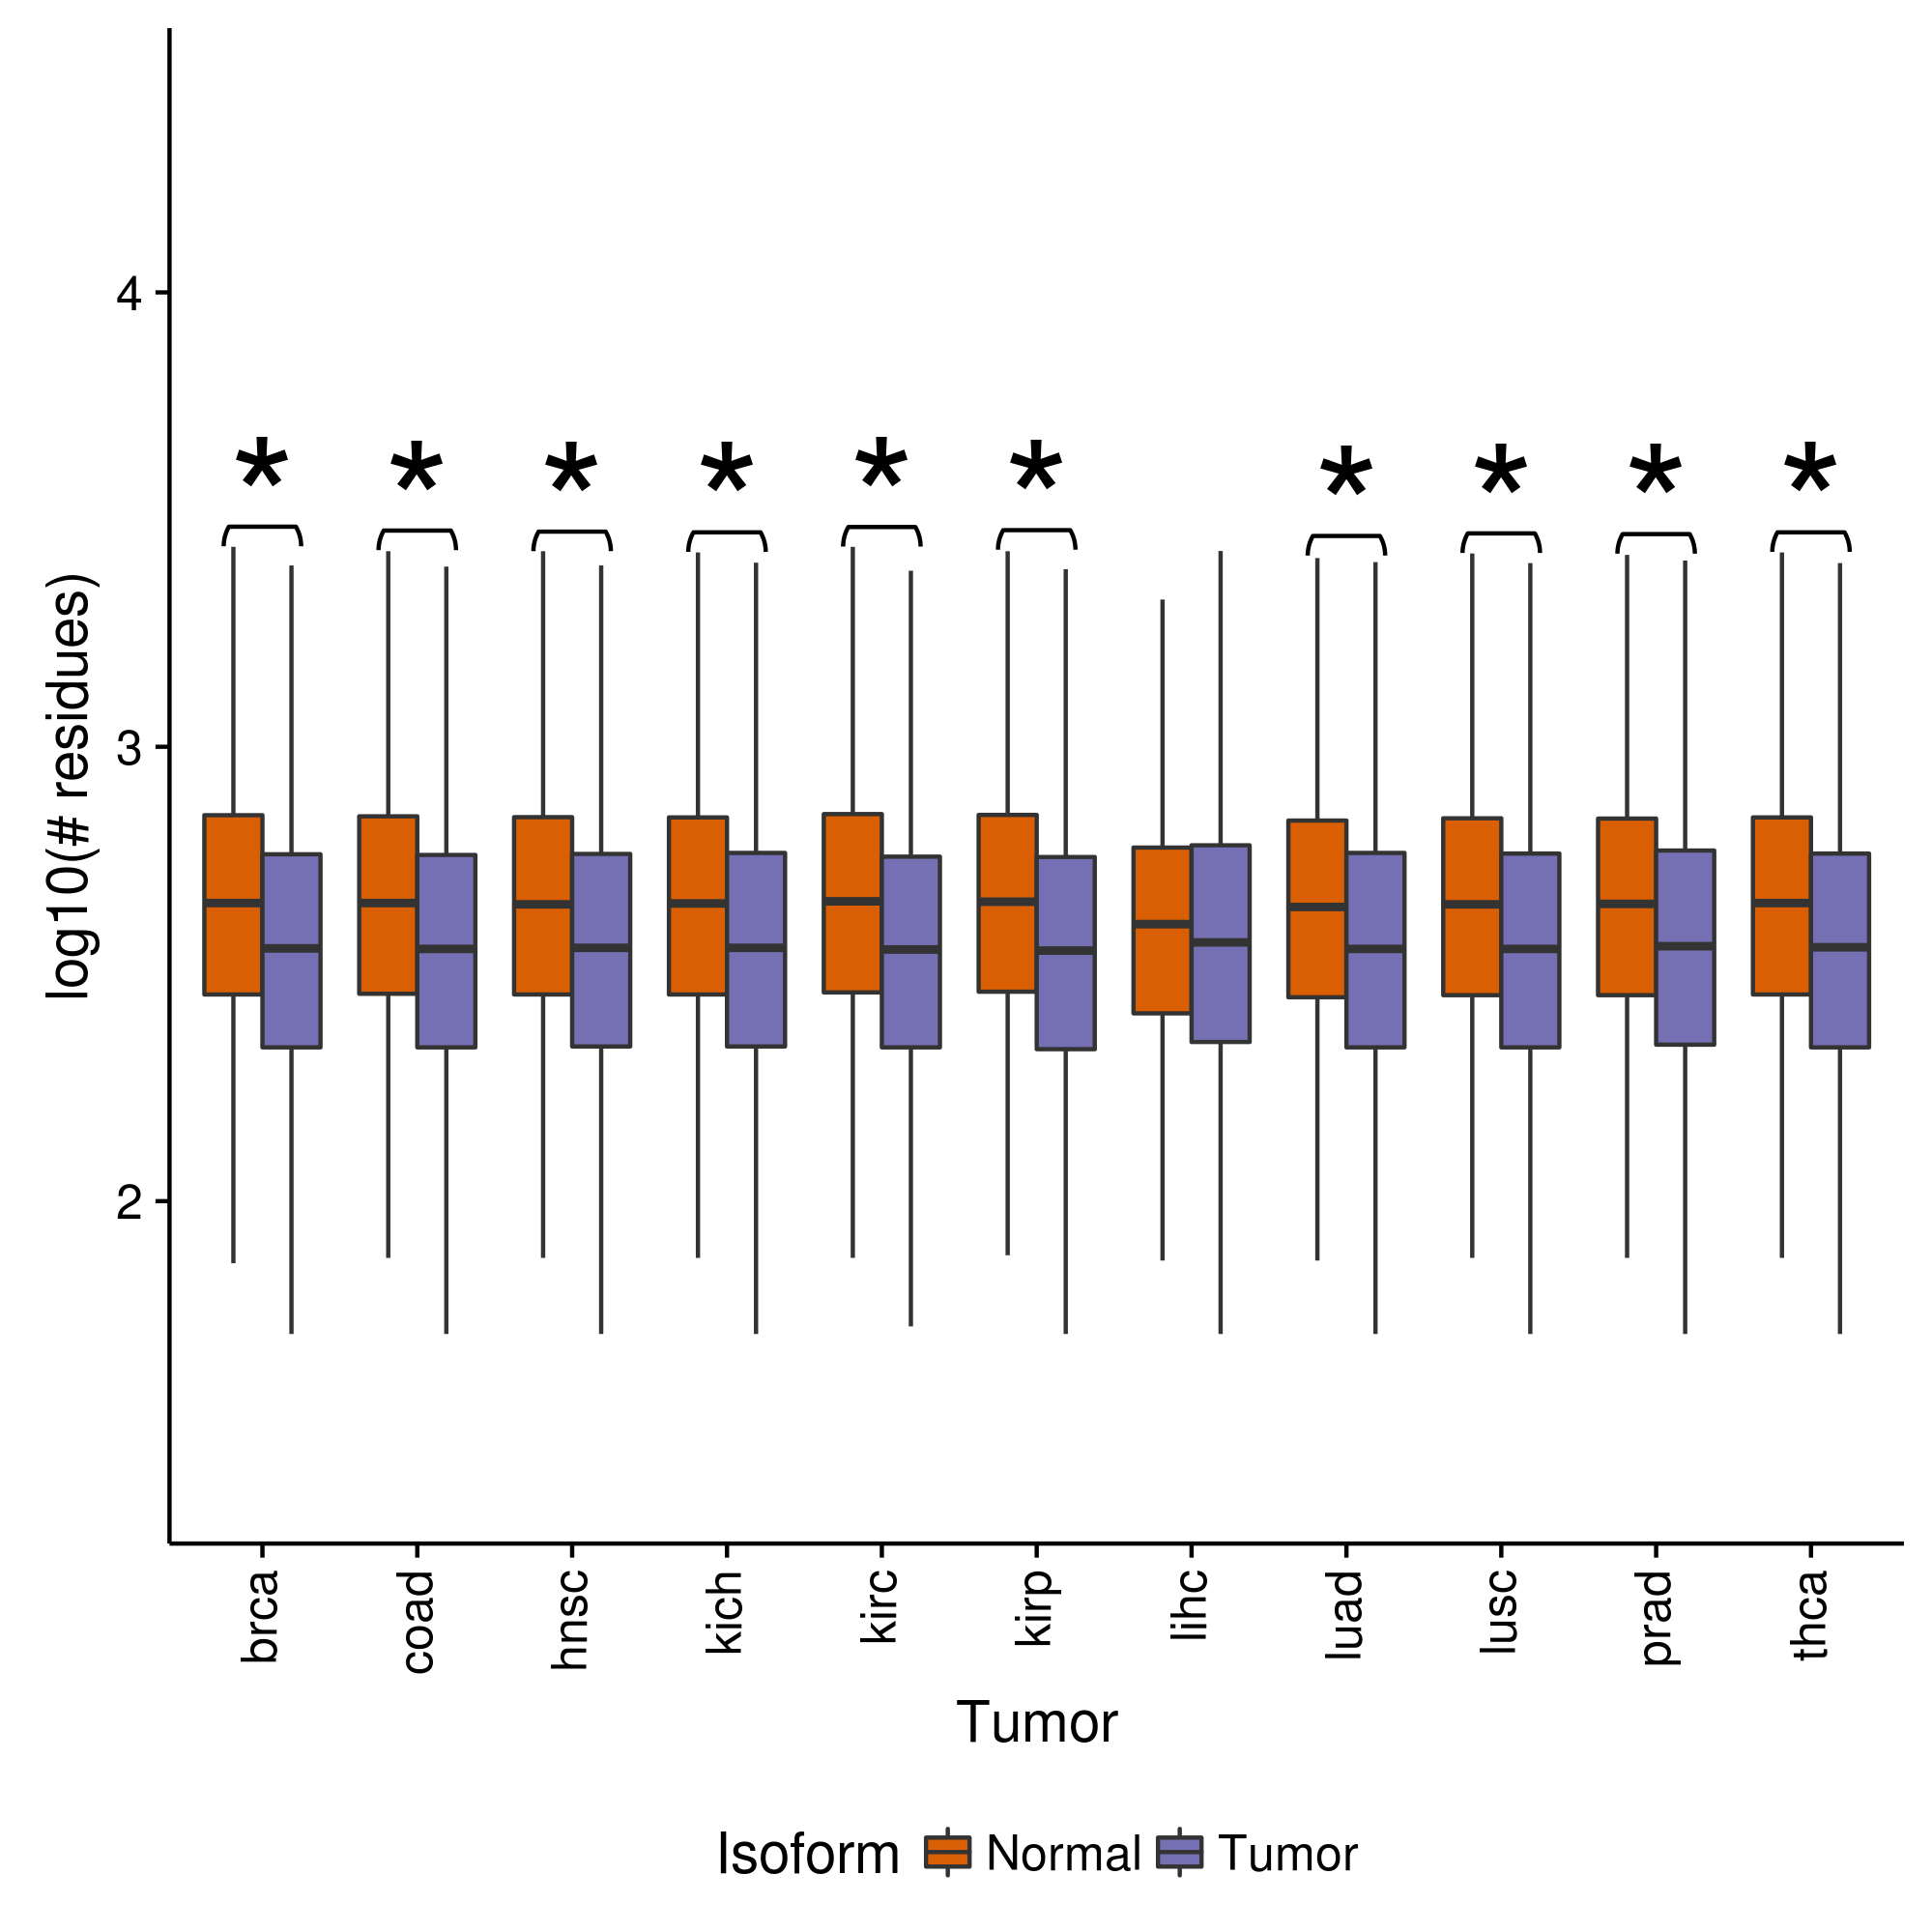 * * * * * * * * * *
4
3
2
log10(# residues)
brca coad hnsc kich kirc kirp lihc luad lusc prad thca
Tumor
Isoform Normal Tumor